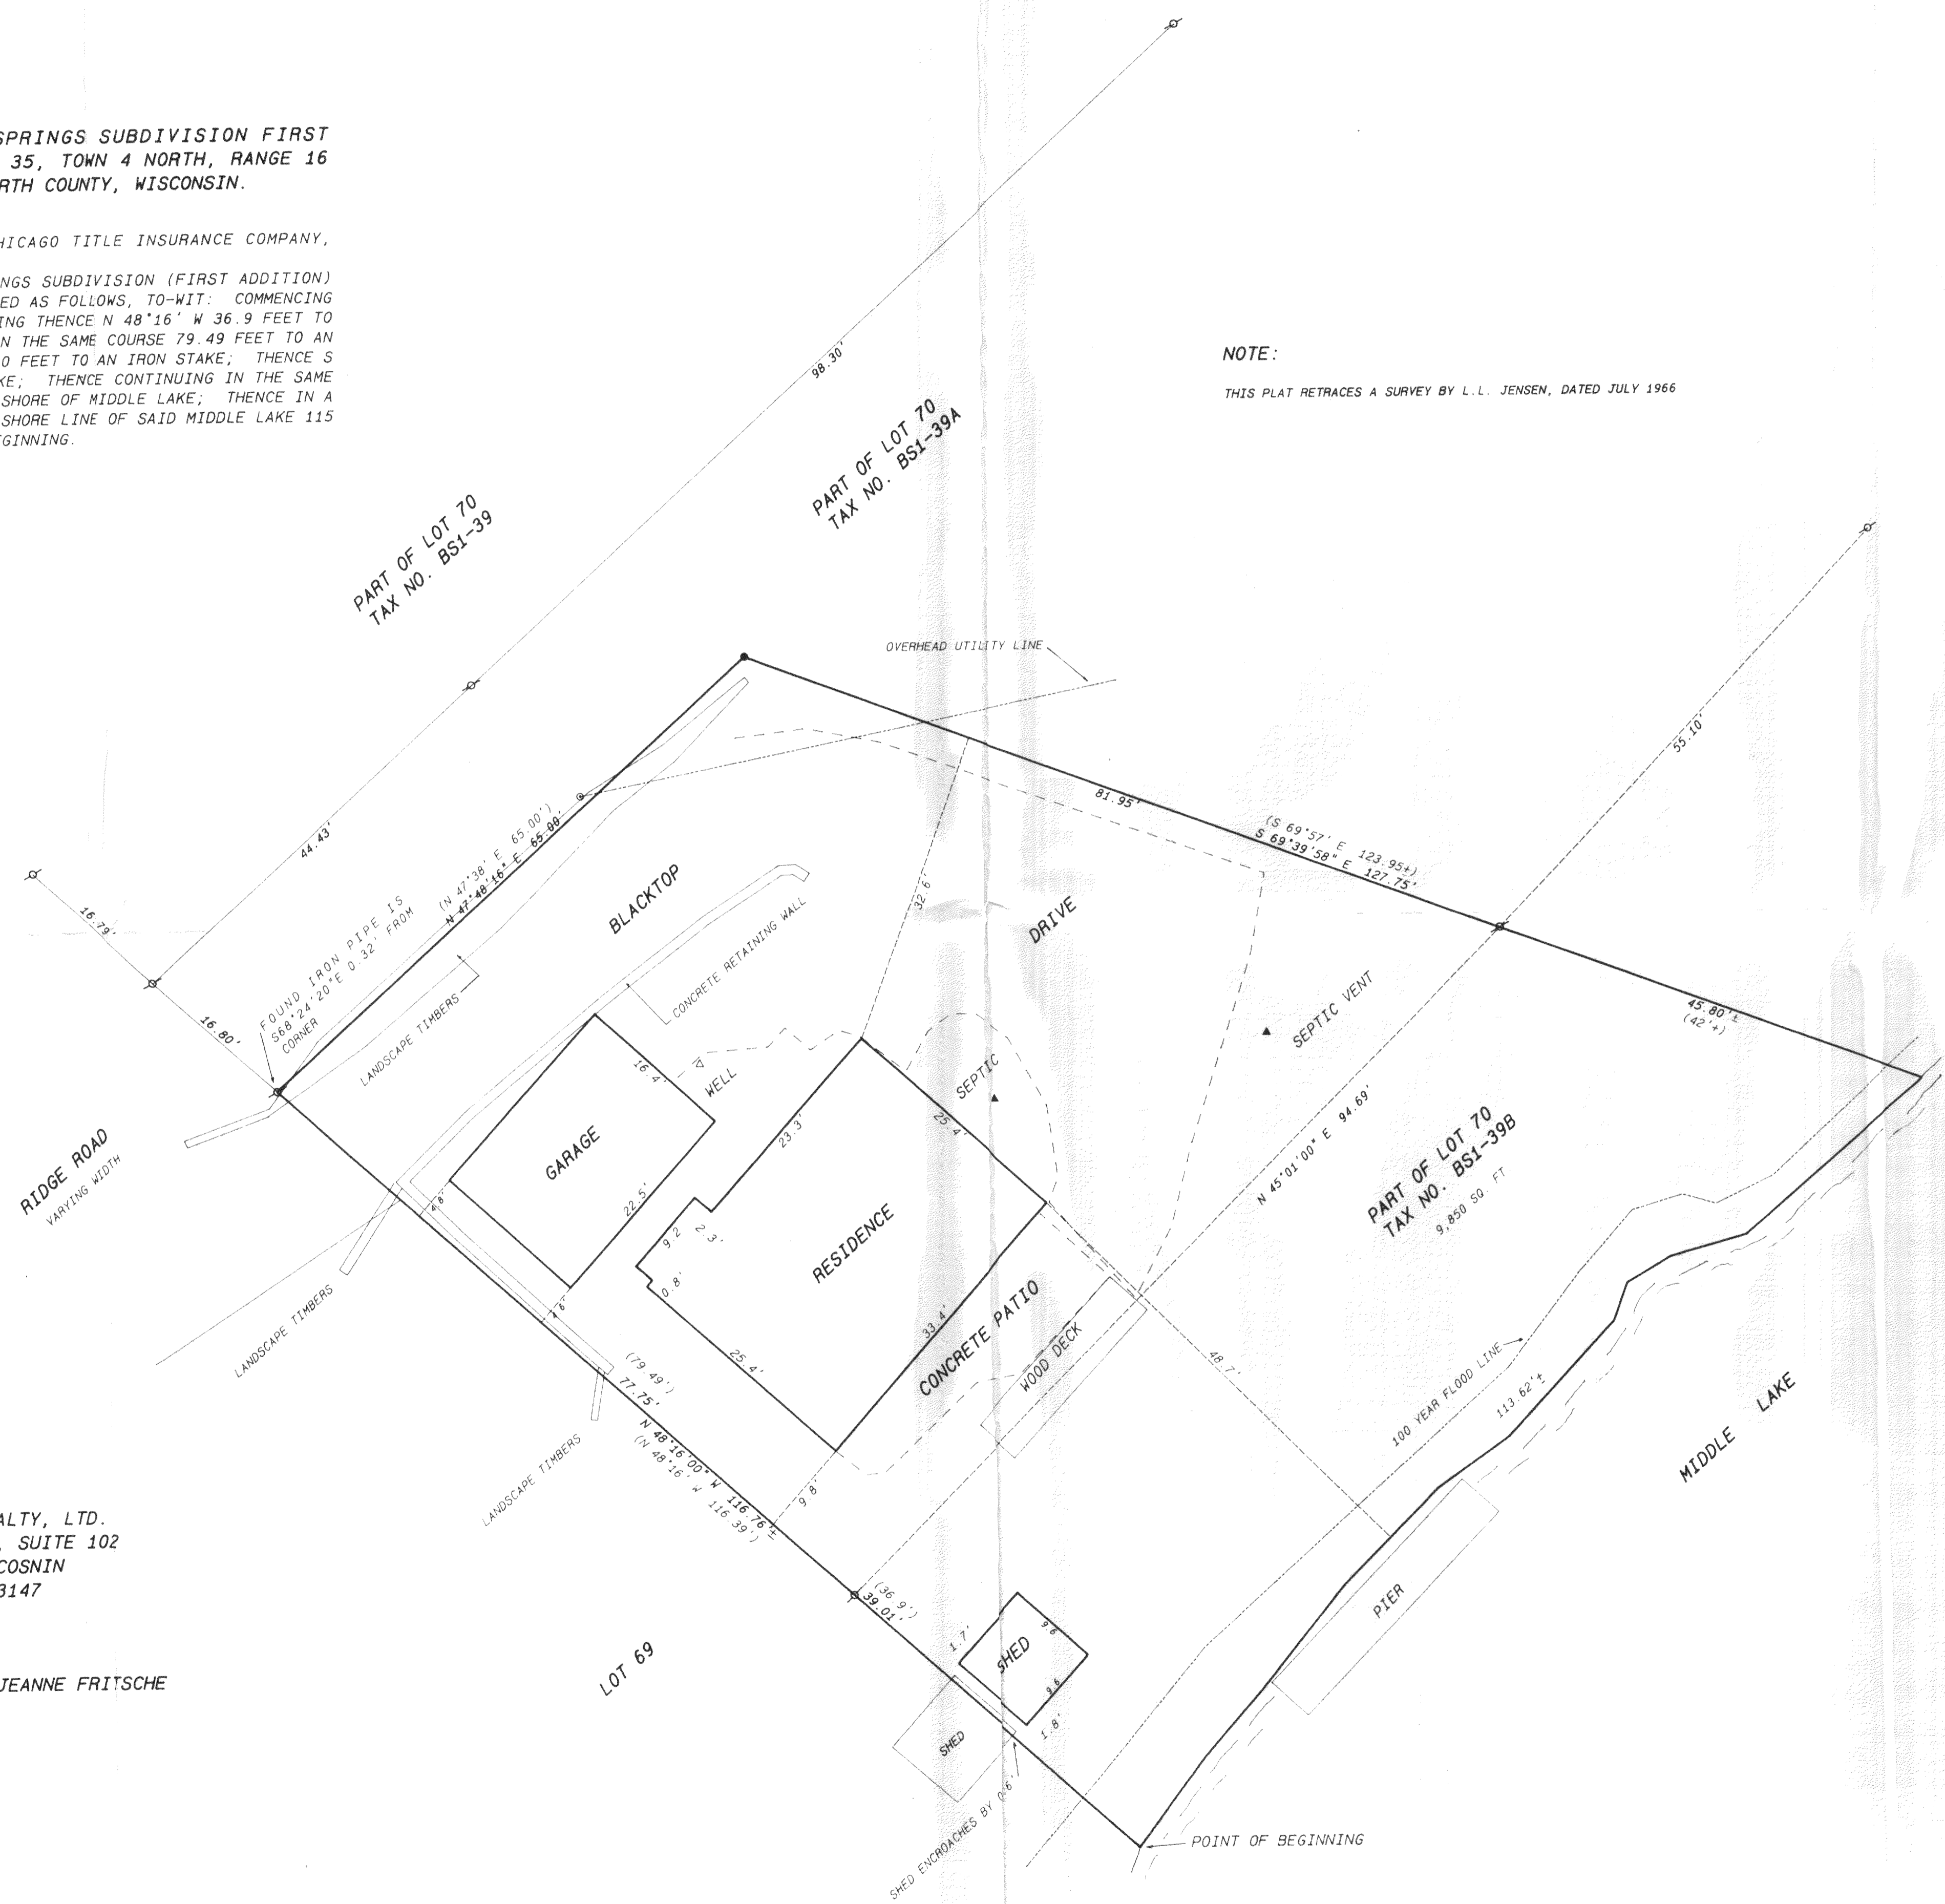 SPRINGS SUBDIVISION FIRST
35, TOWN 4 NORTH, RANGE 16
RTH COUNTY, WISCONSIN.
HICAGO TITLE INSURANCE COMPANY,
NGS SUBDIVISION (FIRST ADDITION)
ED AS FOLLOWS, TO-WIT: COMMENCING
ING THENCE N 48°16' W 36.9 FEET TO
N THE SAME COURSE 79.49 FEET TO AN
0 FEET TO AN IRON STAKE; THENCE S
KE; THENCE CONTINUING IN THE SAME
SHORE OF MIDDLE LAKE; THENCE IN A
SHORE LINE OF SAID MIDDLE LAKE 115
EGINNING.
NOTE:
THIS PLAT RETRACES A SURVEY BY L.L. JENSEN, DATED JULY 1966
98.30'
PART OF LOT 70
TAX NO. BS1-39A
PART OF LOT 70
TAX NO. BS1-39
OVERHEAD UTILITY LINE
55.10'
44.43'
81.95'
(S 69°57' E 123.95±)
S 69°39'58" E 127.75'
(N 47°38' E 65.00')
N 47°48'16" E 65.00'
16.79'
16.80'
FOUND IRON PIPE IS
S68°24'20"E 0.32' FROM
CORNER
BLACKTOP
32.6'
DRIVE
CONCRETE RETAINING WALL
LANDSCAPE TIMBERS
SEPTIC VENT
45.80'±
(42'±)
16.4'
WELL
SEPTIC
25.4'
23.3'
N 45°01'00" E 94.69'
PART OF LOT 70
TAX NO. BS1-39B
9,850 SQ. FT
RIDGE ROAD
VARYING WIDTH
GARAGE
4.8'
22.5'
9.2
2.3'
0.8'
RESIDENCE
33.4'
CONCRETE PATIO
WOOD DECK
4.6'
25.4'
48.7'
100 YEAR FLOOD LINE
113.62'±
MIDDLE LAKE
LANDSCAPE TIMBERS
(79.49')
77.75'
N 48°16'00" W 116.76'±
(N 48°16' W 116.39')
LANDSCAPE TIMBERS
9.8'
ALTY, LTD.
, SUITE 102
COSNIN
3147
(36.9')
39.01'
PIER
LOT 69
1.7'
SHED
9.6
9.6
1.8'
JEANNE FRITSCHE
SHED
SHED ENCROACHES BY 0.6'
POINT OF BEGINNING